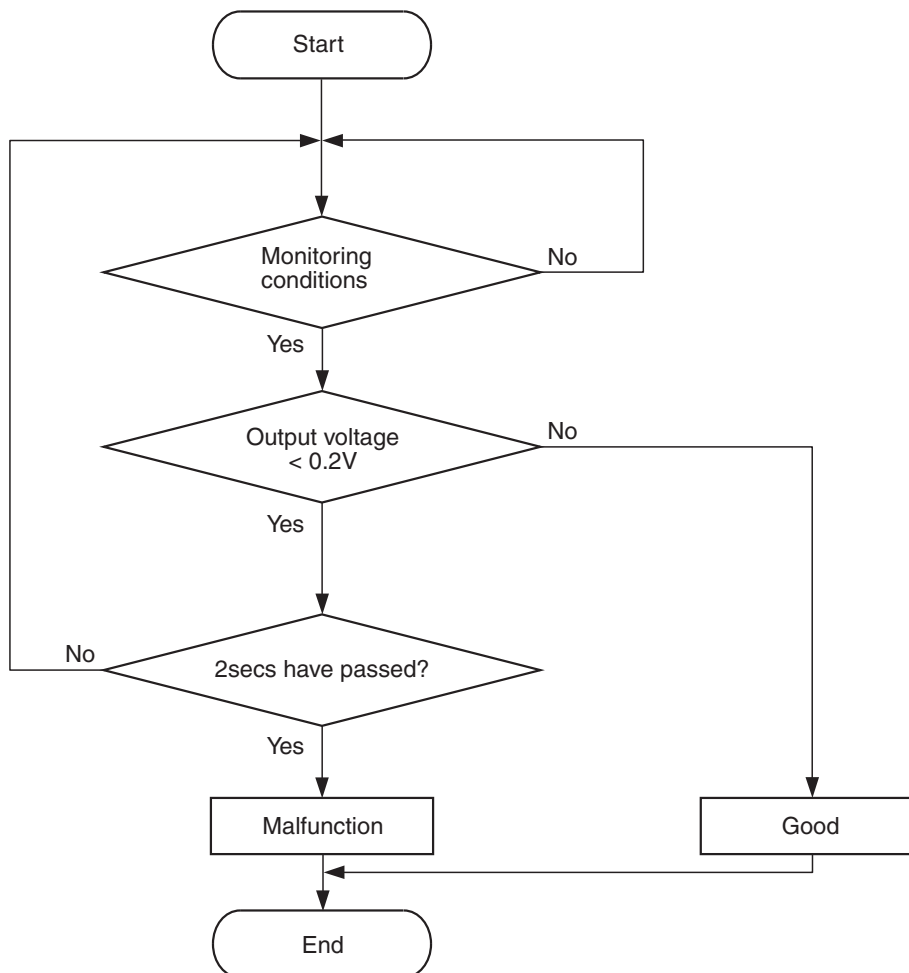 Start
Monitoring
conditions
No
Yes
Output voltage
< 0.2V
No
Yes
2secs have passed?
No
Yes
Malfunction
Good
End